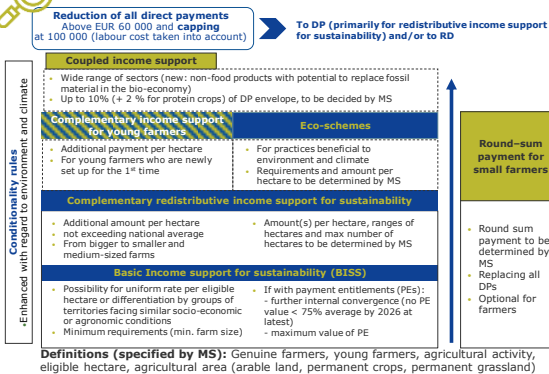 Reduction of all direct payments
Above EUR 60 000 and capping
at 100 000 (labour cost taken into account)
To DP (primarily for redistributive income support
for sustainability) and/or to RD
Conditionality rules
•Enhanced with regard to environment and climate
Coupled income support
• Wide range of sectors (new: non-food products with potential to replace fossil
material in the bio-economy)
• Up to 10% (+ 2 % for protein crops) of DP envelope, to be decided by MS
Complementary income support
for young farmers
• Additional payment per hectare
• For young farmers who are newly
set up for the 1st time
Eco-schemes
• For practices beneficial to
environment and climate
• Requirements and amount per
hectare to be determined by MS
Complementary redistributive income support for sustainability
• Additional amount per hectare
• not exceeding national average
• From bigger to smaller and
medium-sized farms
• Amount(s) per hectare, ranges of
hectares and max number of
hectares to be determined by MS
Basic Income support for sustainability (BISS)
• Possibility for uniform rate per eligible
hectare or differentiation by groups of
territories facing similar socio-economic
or agronomic conditions
• Minimum requirements (min. farm size)
• If with payment entitlements (PEs):
- further internal convergence (no PE
value < 75% average by 2026 at
latest)
- maximum value of PE
Round–sum
payment for
small farmers
• Round sum
payment to be
determined by
MS
• Replacing all
DPs
• Optional for
farmers
Definitions (specified by MS): Genuine farmers, young farmers, agricultural activity,
eligible hectare, agricultural area (arable land, permanent crops, permanent grassland)